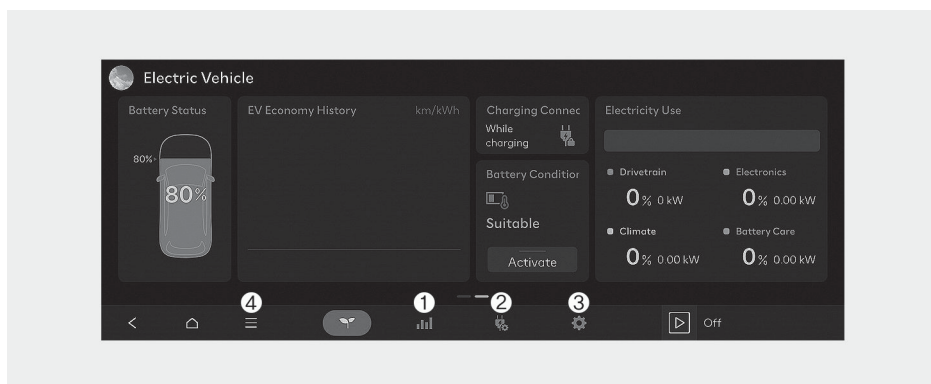 Electric Vehicle
Battery Status
80%
80%
EV Economy History km/kWh
Charging Connec
While
charging
Battery Condition
Suitable
Activate
Electricity Use
Drivetrain
0% 0 kW
Electronics
0% 0.00 kW
Climate
0% 0.00 kW
Battery Care
0% 0.00 kW
④ ① ② ③
Off